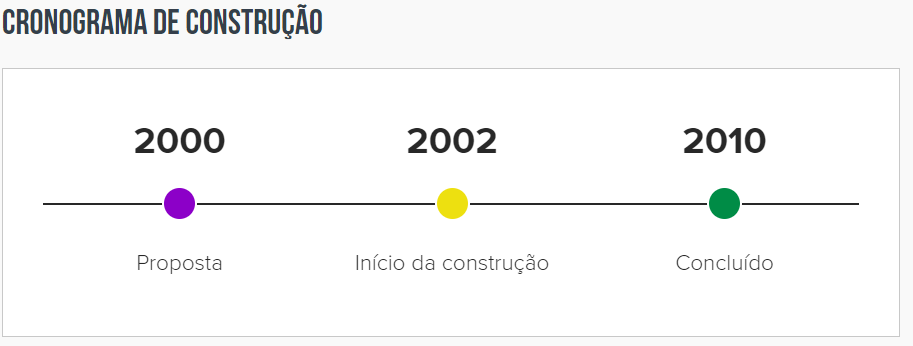 CRONOGRAMA DE CONSTRUÇÃO
2000 2002 2010
Proposta Início da construção Concluído